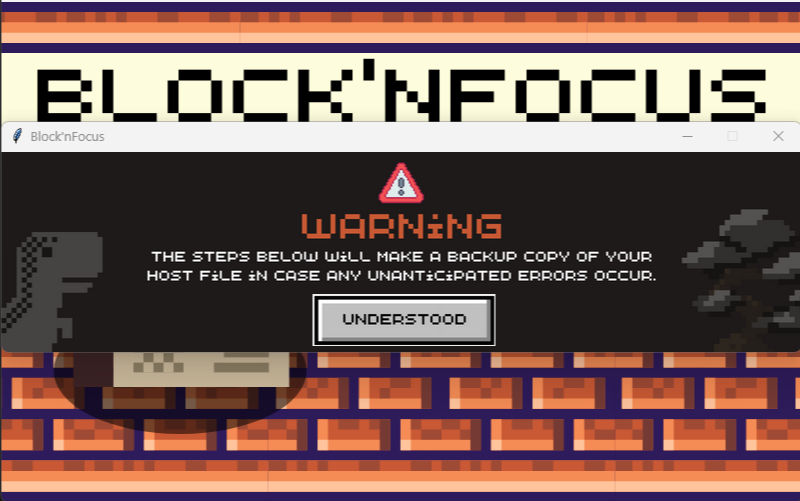 BLOCK'NFOCUS
Block'nFocus
WARNiNG
THE STEPS BELOW WiLL MAKE A BACKUP COPY OF YOUR
HOST FiLE iN CASE ANY UNANTiCiPATED ERRORS OCCUR.
UNDERSTOOD